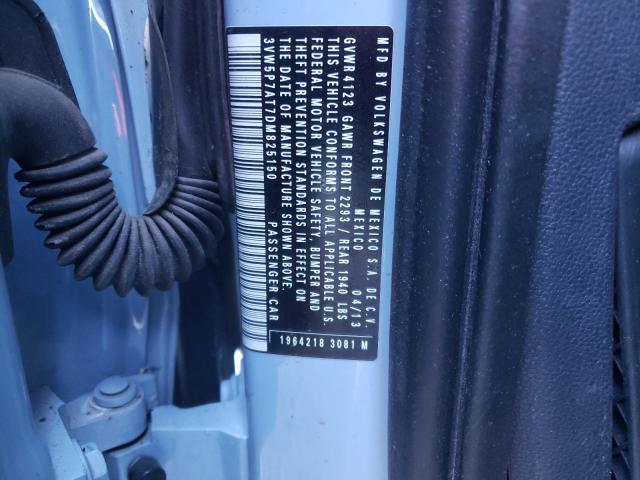 MFD BY VOLKSWAGEN DE MEXICO S.A. DE C.V.
MEXICO 04/13
GVWR 4123 GAWR FRONT 2293 / REAR 1940 LBS
THIS VEHICLE CONFORMS TO ALL APPLICABLE U.S.
FEDERAL MOTOR VEHICLE SAFETY, BUMPER AND
THEFT PREVENTION STANDARDS IN EFFECT ON
THE DATE OF MANUFACTURE SHOWN ABOVE.
3VW5P7AT7DM825150 PASSENGER CAR
1964218 3081 M